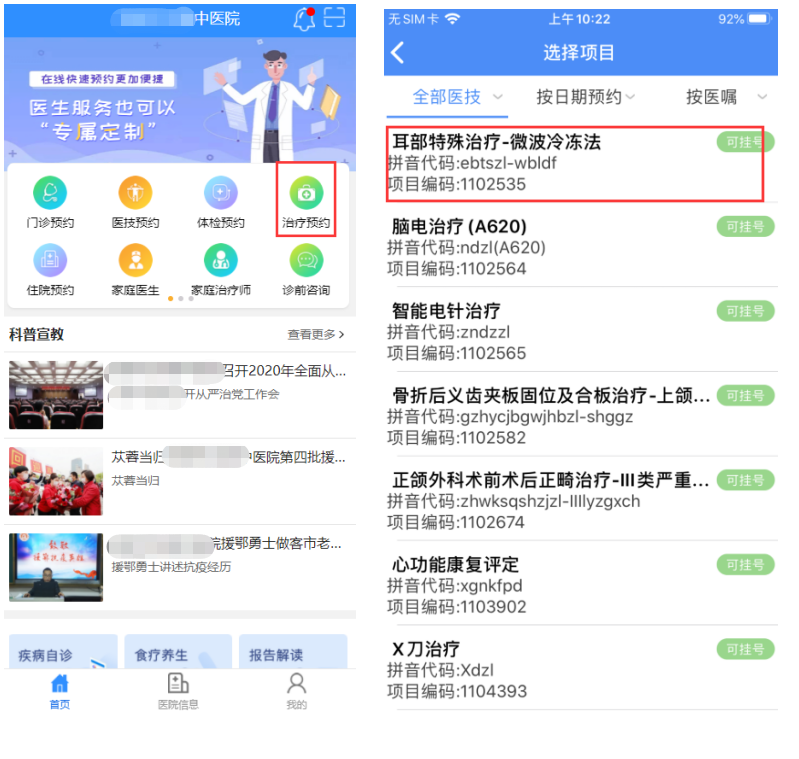 中医院
在线快速预约更加便捷
医生服务也可以
“专属定制”
门诊预约
医技预约
体检预约
治疗预约
住院预约
家庭医生
家庭治疗师
诊前咨询
科普宣教
查看更多
召开2020年全面从...
开从严治党工作会
苁蓉当归
中医院第四批援...
苁蓉当归
院援鄂勇士做客市老...
援鄂勇士讲述抗疫经历
疾病自诊
食疗养生
报告解读
首页
医院信息
我的
无SIM卡
上午10:22
92%
选择项目
全部医技
按日期预约
按医嘱
耳部特殊治疗-微波冷冻法
可挂号
拼音代码:ebtszl-wbldf
项目编码:1102535
脑电治疗 (A620)
可挂号
拼音代码:ndzl(A620)
项目编码:1102564
智能电针治疗
可挂号
拼音代码:zndzzl
项目编码:1102565
骨折后义齿夹板固位及合板治疗-上颌...
可挂号
拼音代码:gzhycjbgwjhbzl-shggz
项目编码:1102582
正颌外科术前术后正畸治疗-III类严重...
可挂号
拼音代码:zhwksqshzjzl-IIIlyzgxch
项目编码:1102674
心功能康复评定
可挂号
拼音代码:xgnkfpd
项目编码:1103902
X刀治疗
可挂号
拼音代码:Xdzl
项目编码:1104393